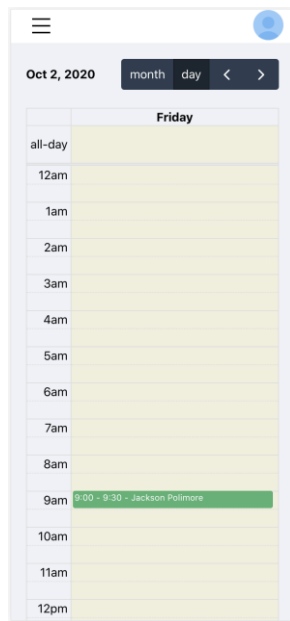 Oct 2, 2020 month day
Friday
all-day
12am
1am
2am
3am
4am
5am
6am
7am
8am
9am 9:00 - 9:30 - Jackson Polimore
10am
11am
12pm